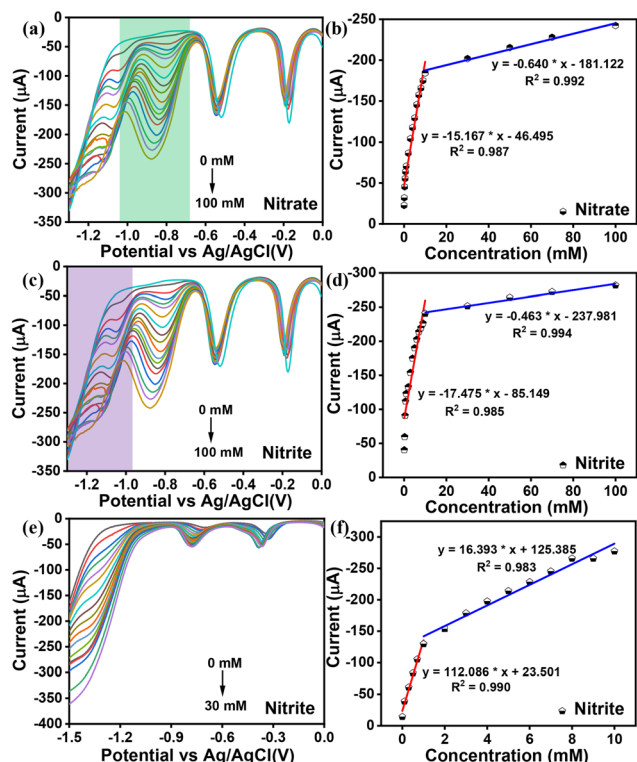 (a)
0
-50
-100
-150
-200
-250
-300
-350
Current (μA)
0 mM
100 mM
Nitrate
-1.2 -1.0 -0.8 -0.6 -0.4 -0.2 0.0
Potential vs Ag/AgCl(V)
(b)
-250
-200
-150
-100
-50
0
Current (μA)
y = -0.640 * x - 181.122
R² = 0.992
y = -15.167 * x - 46.495
R² = 0.987
Nitrate
0 20 40 60 80 100
Concentration (mM)
(c)
0
-50
-100
-150
-200
-250
-300
-350
Current (μA)
0 mM
100 mM
Nitrite
-1.2 -1.0 -0.8 -0.6 -0.4 -0.2 0.0
Potential vs Ag/AgCl(V)
(d)
-300
-250
-200
-150
-100
-50
0
Current (μA)
y = -0.463 * x - 237.981
R² = 0.994
y = -17.475 * x - 85.149
R² = 0.985
Nitrite
0 20 40 60 80 100
Concentration (mM)
(e)
0
-50
-100
-150
-200
-250
-300
-350
-400
Current (μA)
0 mM
30 mM
Nitrite
-1.5 -1.2 -0.9 -0.6 -0.3 0.0
Potential vs Ag/AgCl(V)
(f)
-300
-250
-200
-150
-100
-50
0
Current (μA)
y = 16.393 * x + 125.385
R² = 0.983
y = 112.086 * x + 23.501
R² = 0.990
Nitrite
0 2 4 6 8 10
Concentration (mM)